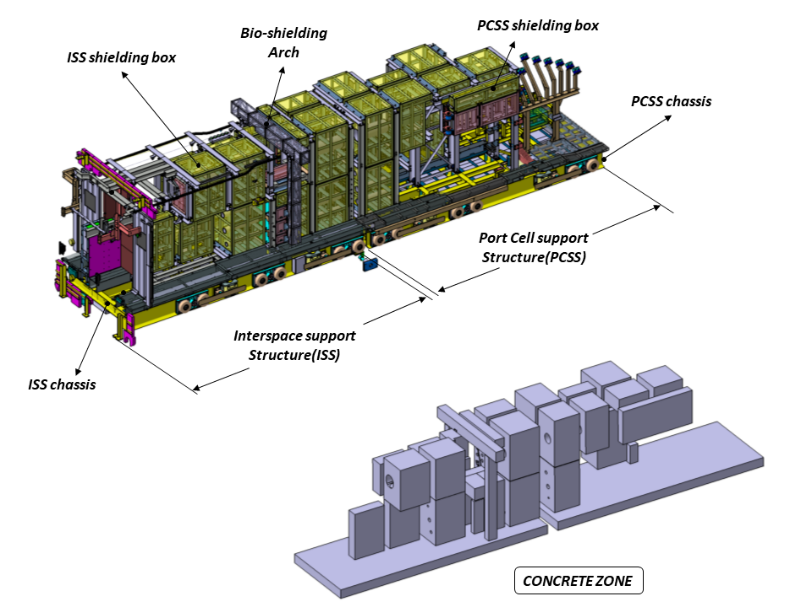 ISS shielding box
Bio-shielding
Arch
PCSS shielding box
PCSS chassis
Port Cell support
Structure(PCSS)
Interspace support
Structure(ISS)
ISS chassis
CONCRETE ZONE